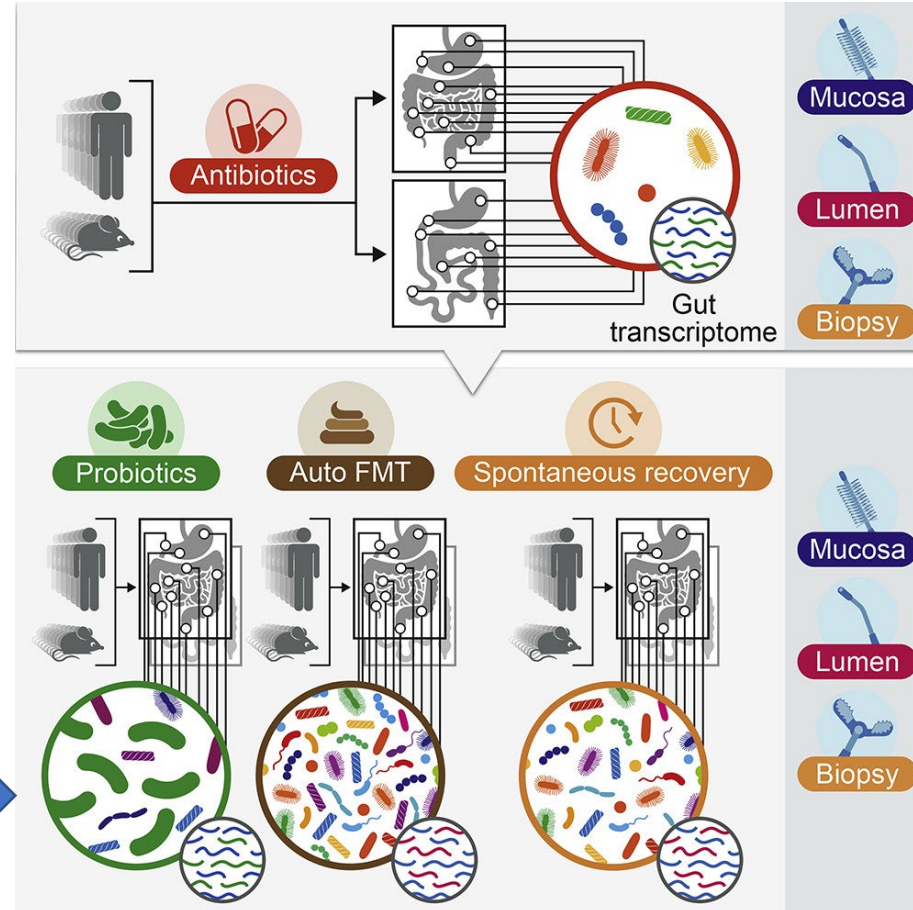 Antibiotics
Gut
transcriptome
Mucosa
Lumen
Biopsy
Probiotics
Auto FMT
Spontaneous recovery
Mucosa
Lumen
Biopsy